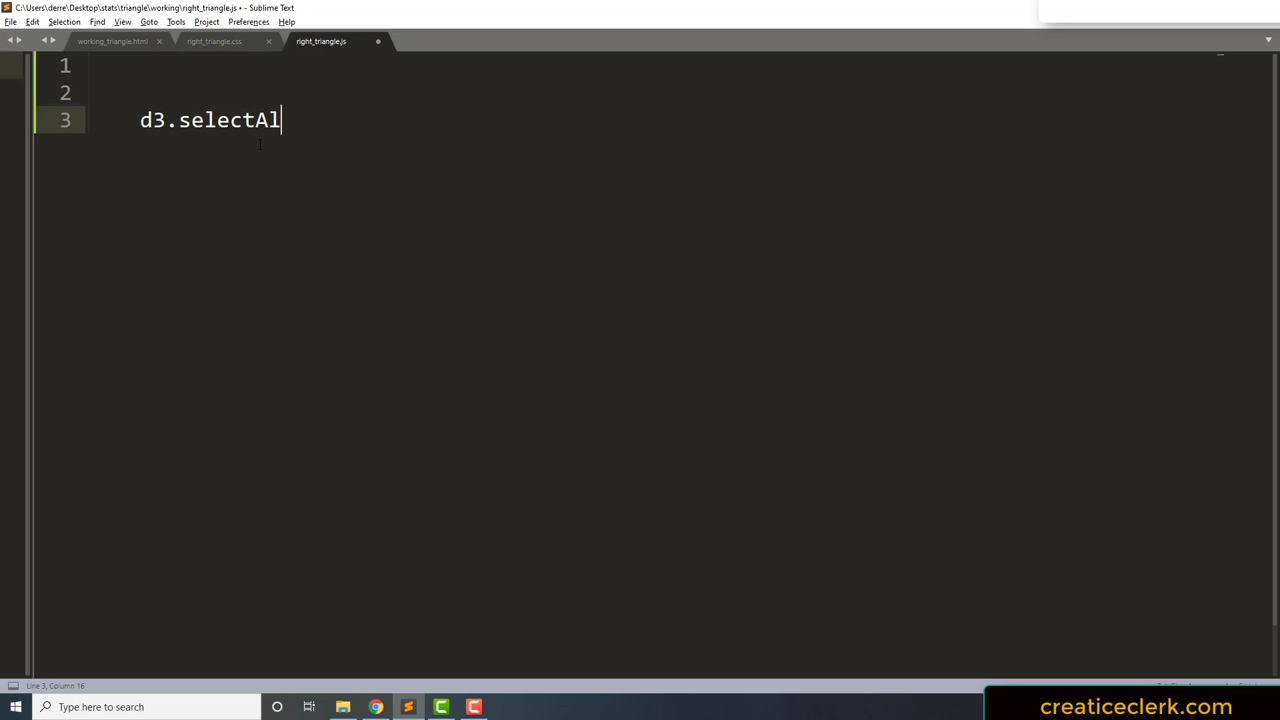 C:\Users\derre\Desktop\stats\triangle\working\right_triangle.js • - Sublime Text
File Edit Selection Find View Goto Tools Project Preferences Help
working_triangle.html right_triangle.css right_triangle.js
1
2
3 d3.selectAl
Line 3, Column 16
Type here to search
creaticeclerk.com